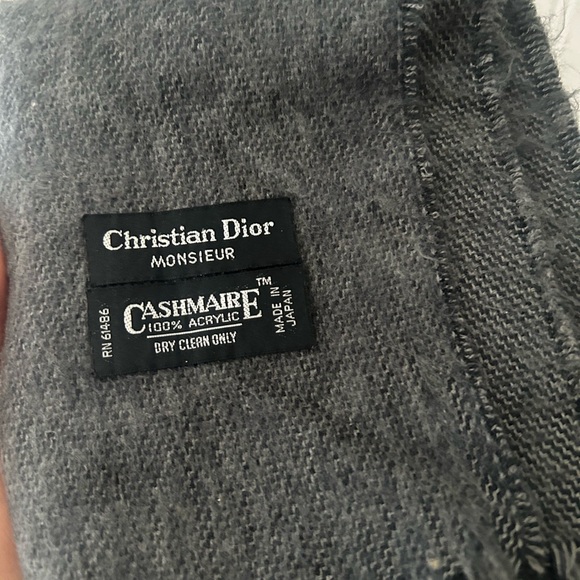 Christian Dior
MONSIEUR
RN 61486
CASHMAIRE™
100% ACRYLIC
DRY CLEAN ONLY
MADE IN
JAPAN